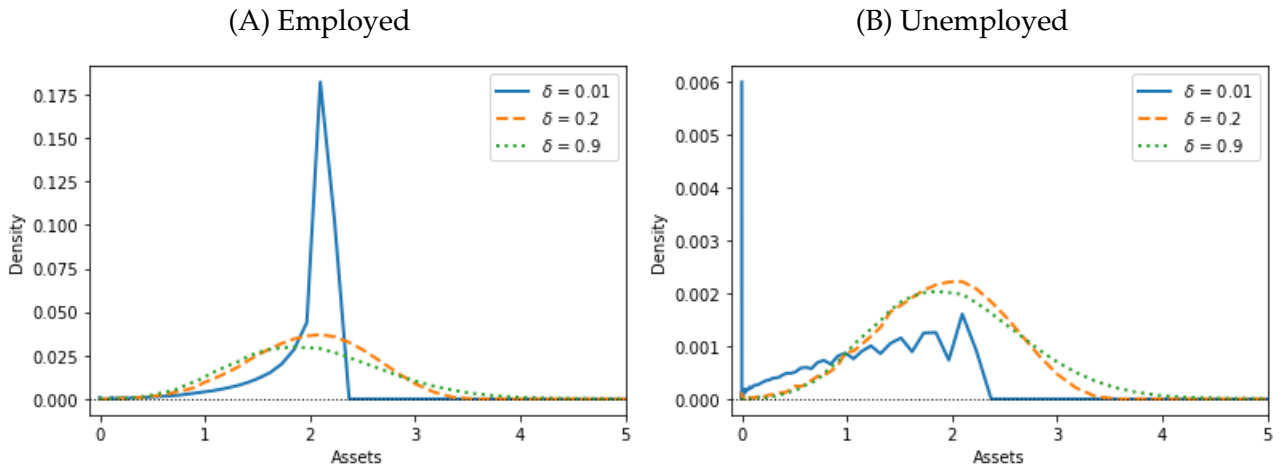 (A) Employed
0.175
0.150
0.125
0.100
0.075
0.050
0.025
0.000
Density
0 1 2 3 4 5
Assets
δ = 0.01
δ = 0.2
δ = 0.9
(B) Unemployed
0.006
0.005
0.004
0.003
0.002
0.001
0.000
Density
0 1 2 3 4 5
Assets
δ = 0.01
δ = 0.2
δ = 0.9